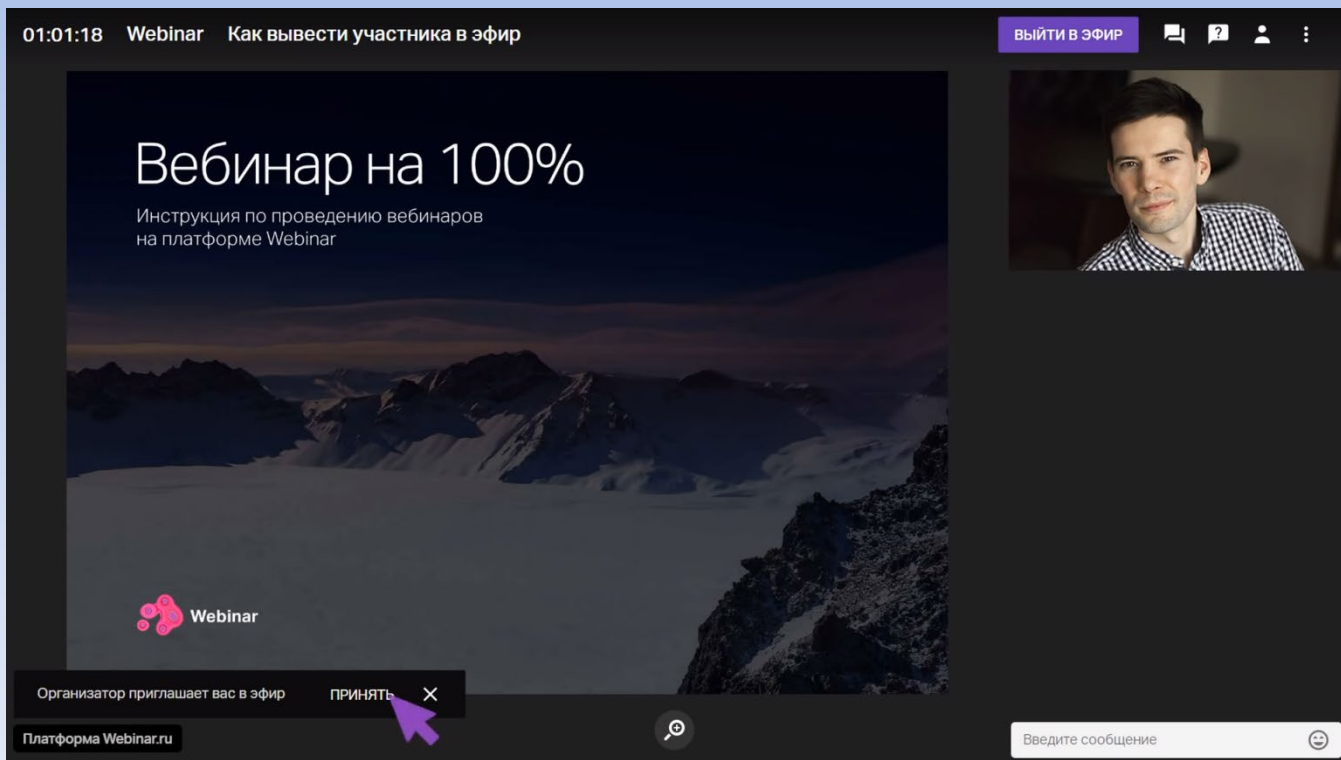 01:01:18 Webinar Как вывести участника в эфир
ВЫЙТИ В ЭФИР
?
Вебинар на 100%
Инструкция по проведению вебинаров
на платформе Webinar
Webinar
Организатор приглашает вас в эфир ПРИНЯТЬ
Платформа Webinar.ru
Введите сообщение